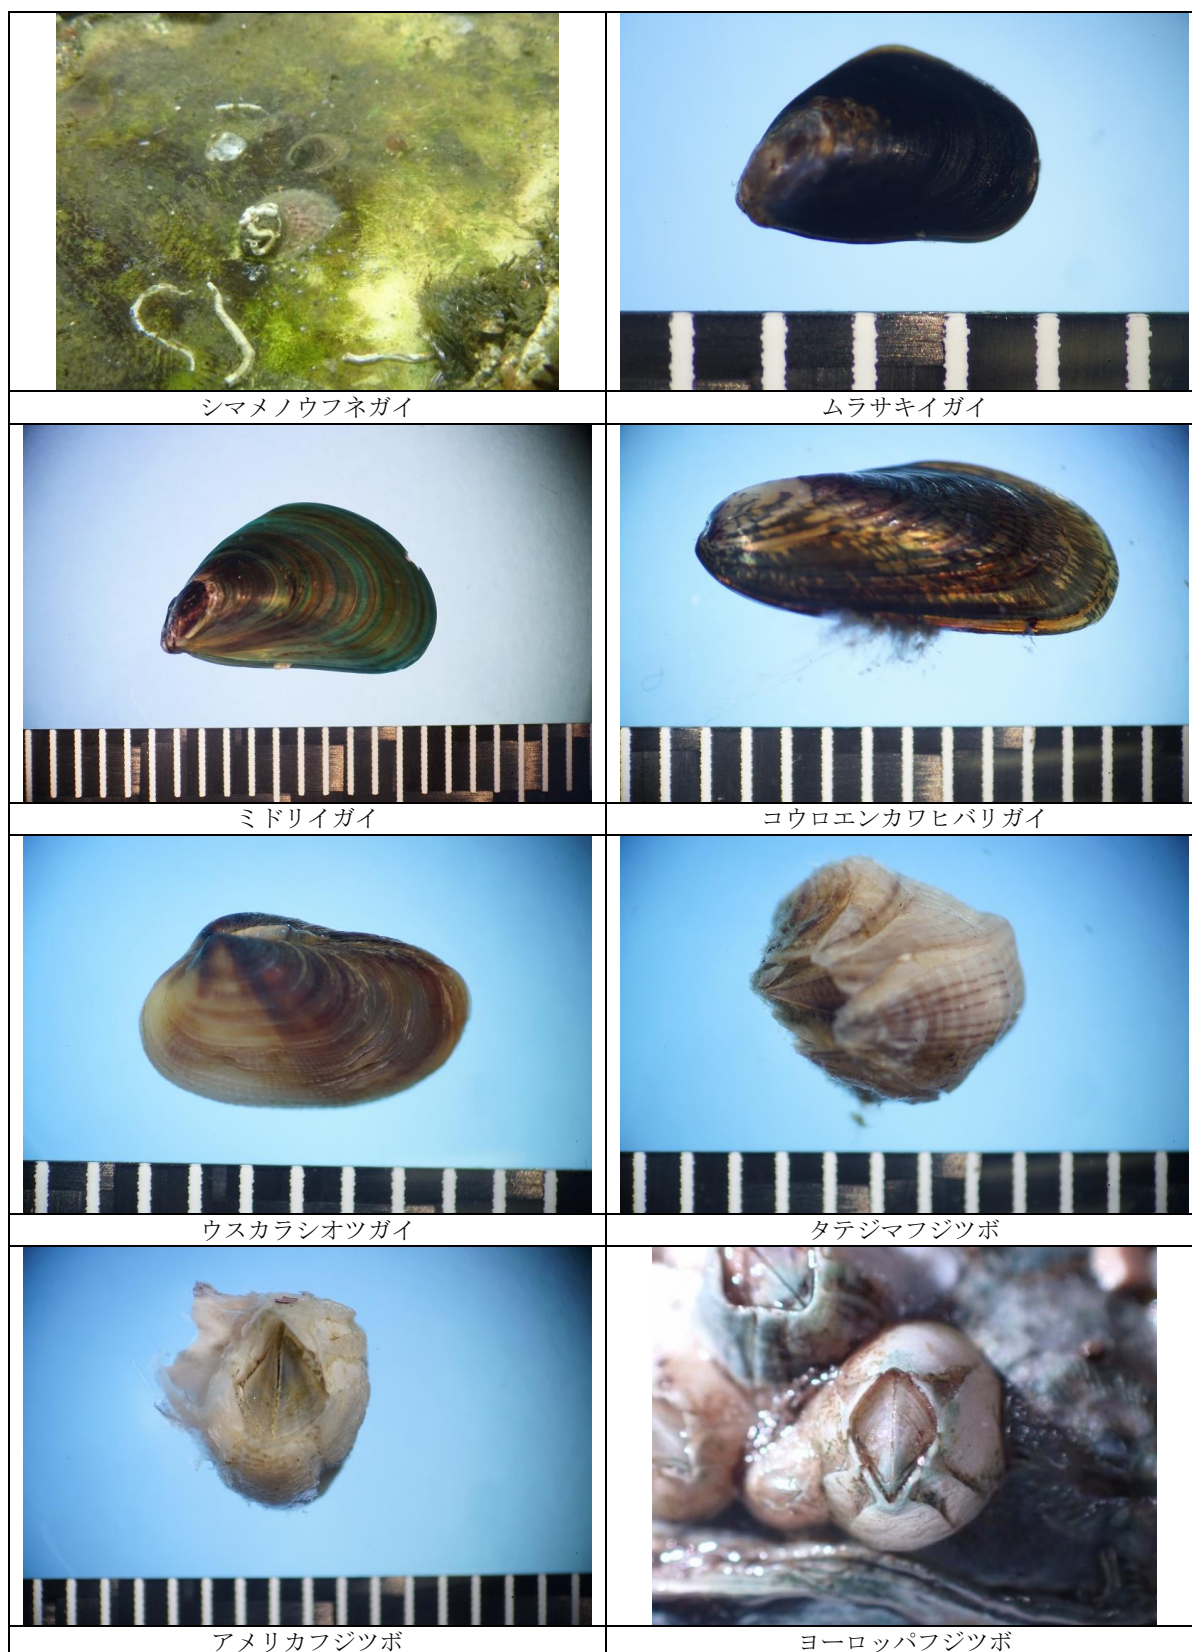 シマメノウフネガイ
ムラサキイガイ
ミドリイガイ
コウロエンカワヒバリガイ
ウスカラシオツガイ
タテジマフジツボ
アメリカフジツボ
ヨーロッパフジツボ